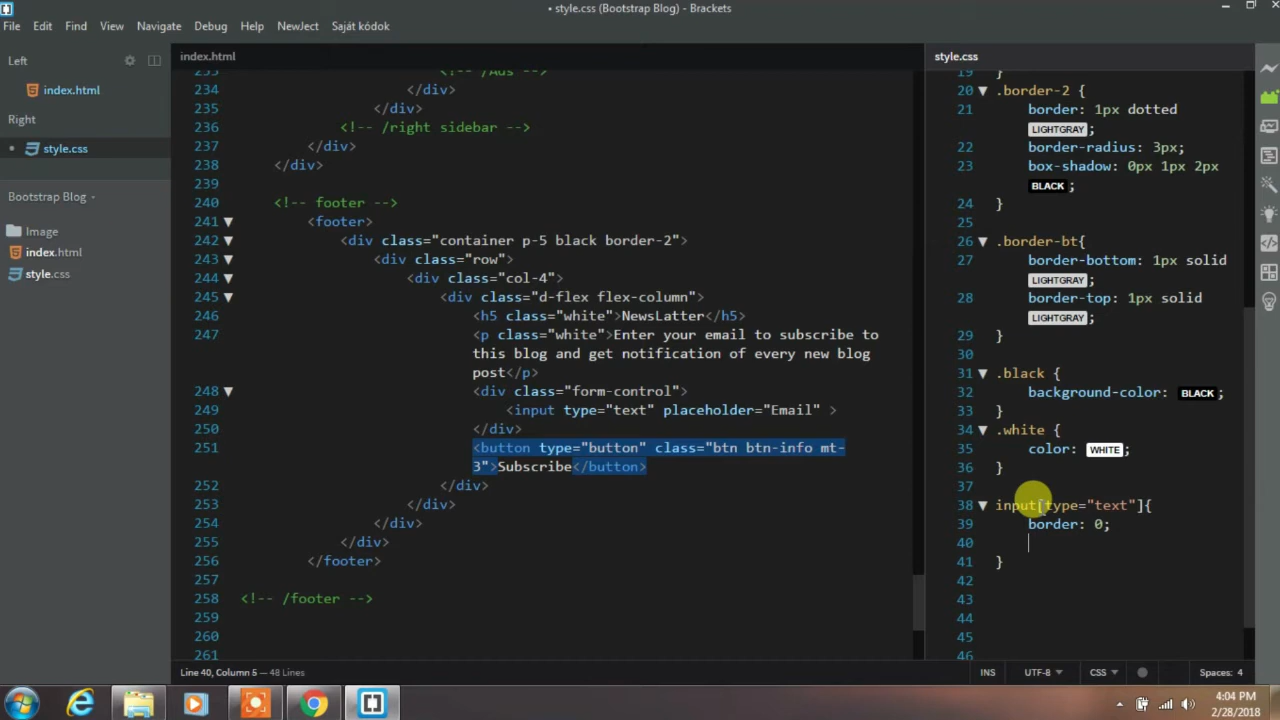 • style.css (Bootstrap Blog) - Brackets
File Edit Find View Navigate Debug Help NewJect Saját kódok
Left
index.html
Right
• style.css
Bootstrap Blog
Image
index.html
style.css
index.html
233 <!-- /Ads -->
234 </div>
235 </div>
236 <!-- /right sidebar -->
237 </div>
238 </div>
239
240 <!-- footer -->
241 ▼ <footer>
242 ▼ <div class="container p-5 black border-2">
243 ▼ <div class="row">
244 ▼ <div class="col-4">
245 ▼ <div class="d-flex flex-column">
246 <h5 class="white">NewsLatter</h5>
247 <p class="white">Enter your email to subscribe to
this blog and get notification of every new blog
post</p>
248 ▼ <div class="form-control">
249 <input type="text" placeholder="Email" >
250 </div>
251 <button type="button" class="btn btn-info mt-
3">Subscribe</button>
252 </div>
253 </div>
254 </div>
255 </div>
256 </footer>
257
258 <!-- /footer -->
259
260
261
style.css
19 }
20 ▼ .border-2 {
21 border: 1px dotted
LIGHTGRAY;
22 border-radius: 3px;
23 box-shadow: 0px 1px 2px
BLACK;
24 }
25
26 ▼ .border-bt{
27 border-bottom: 1px solid
LIGHTGRAY;
28 border-top: 1px solid
LIGHTGRAY;
29 }
30
31 ▼ .black {
32 background-color: BLACK;
33 }
34 ▼ .white {
35 color: WHITE;
36 }
37
38 ▼ input[type="text"]{
39 border: 0;
40
41 }
42
43
44
45
46
Line 40, Column 5 — 48 Lines
INS UTF-8 CSS Spaces: 4
4:04 PM
2/28/2018